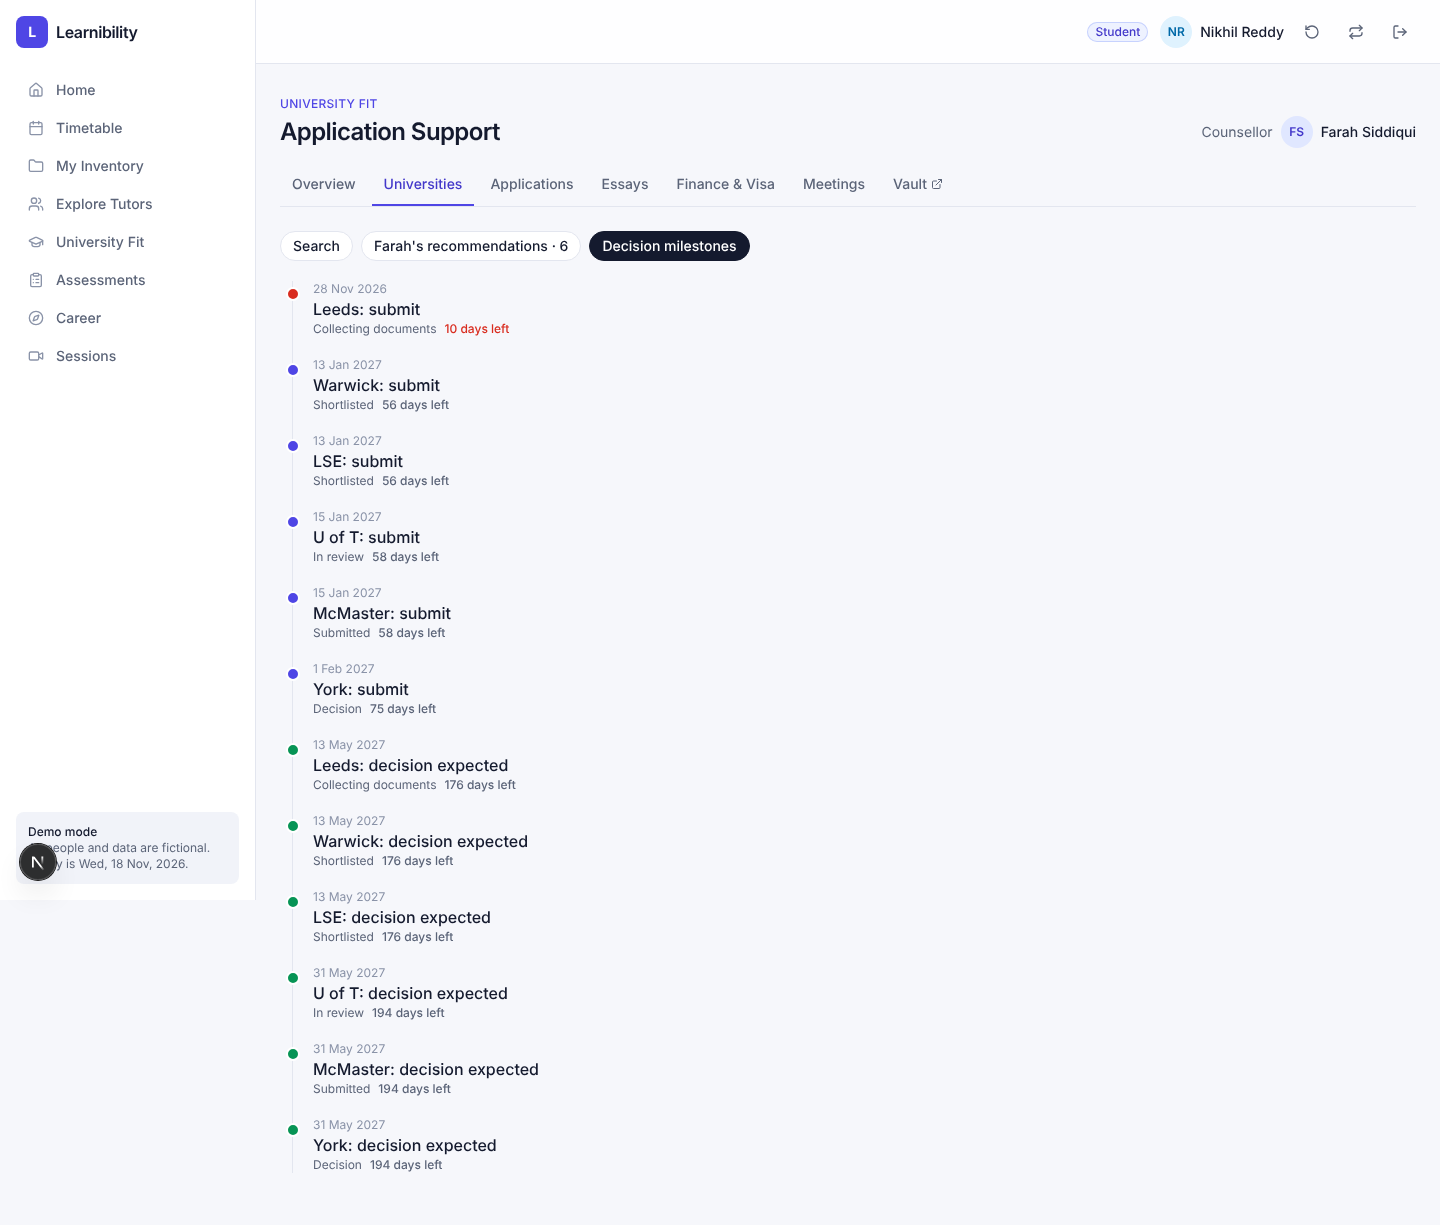 L Learnibility
Home
Timetable
My Inventory
Explore Tutors
University Fit
Assessments
Career
Sessions
Demo mode
people and data are fictional.
is Wed, 18 Nov, 2026.
N
Student NR Nikhil Reddy
UNIVERSITY FIT
Application Support
Counsellor FS Farah Siddiqui
Overview Universities Applications Essays Finance & Visa Meetings Vault
Search Farah's recommendations · 6 Decision milestones
28 Nov 2026
Leeds: submit
Collecting documents 10 days left
13 Jan 2027
Warwick: submit
Shortlisted 56 days left
13 Jan 2027
LSE: submit
Shortlisted 56 days left
15 Jan 2027
U of T: submit
In review 58 days left
15 Jan 2027
McMaster: submit
Submitted 58 days left
1 Feb 2027
York: submit
Decision 75 days left
13 May 2027
Leeds: decision expected
Collecting documents 176 days left
13 May 2027
Warwick: decision expected
Shortlisted 176 days left
13 May 2027
LSE: decision expected
Shortlisted 176 days left
31 May 2027
U of T: decision expected
In review 194 days left
31 May 2027
McMaster: decision expected
Submitted 194 days left
31 May 2027
York: decision expected
Decision 194 days left